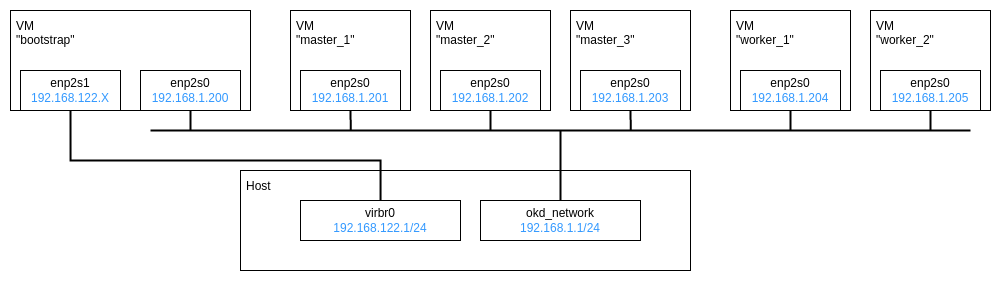 VM
"bootstrap"
enp2s1
192.168.122.X
enp2s0
192.168.1.200
VM
"master_1"
enp2s0
192.168.1.201
VM
"master_2"
enp2s0
192.168.1.202
VM
"master_3"
enp2s0
192.168.1.203
VM
"worker_1"
enp2s0
192.168.1.204
VM
"worker_2"
enp2s0
192.168.1.205
Host
virbr0
192.168.122.1/24
okd_network
192.168.1.1/24